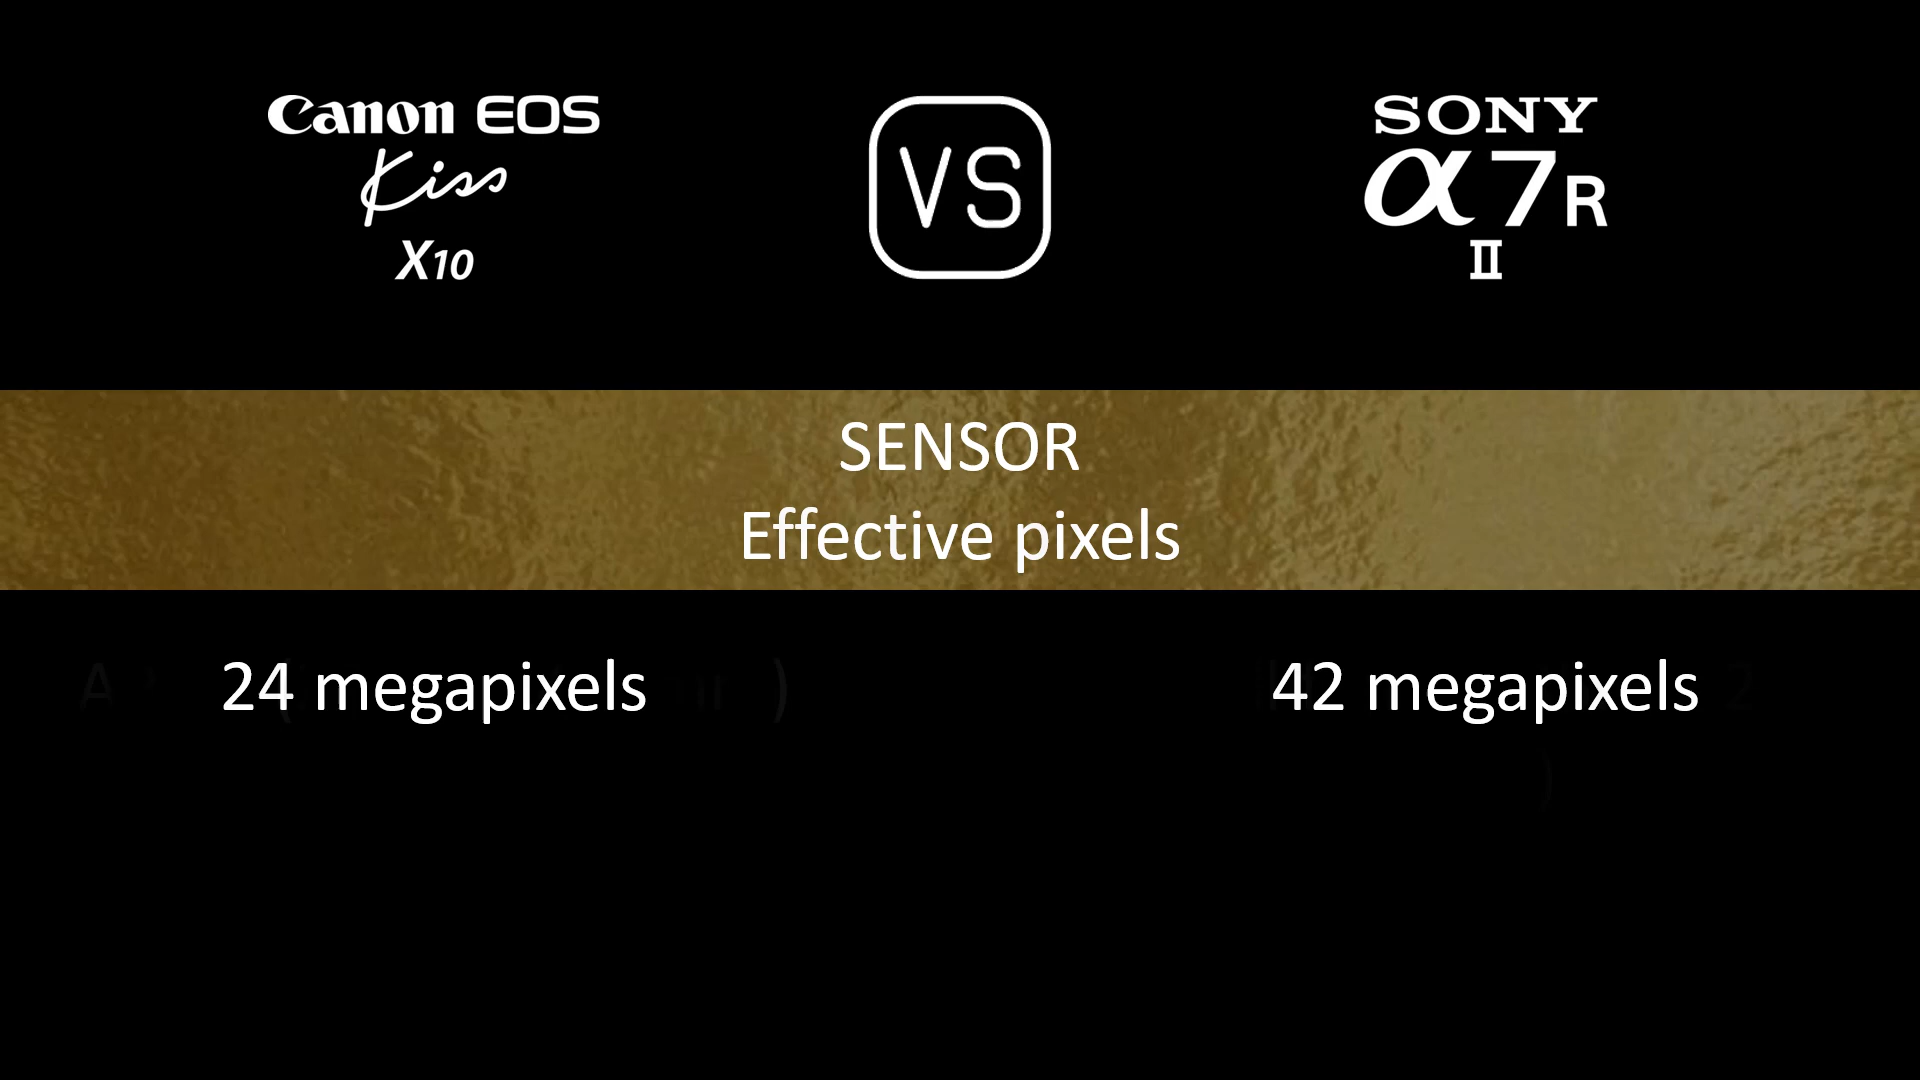 Canon EOS
Kiss
X10
VS
SONY
α7R
II
SENSOR
Effective pixels
24 megapixels
42 megapixels